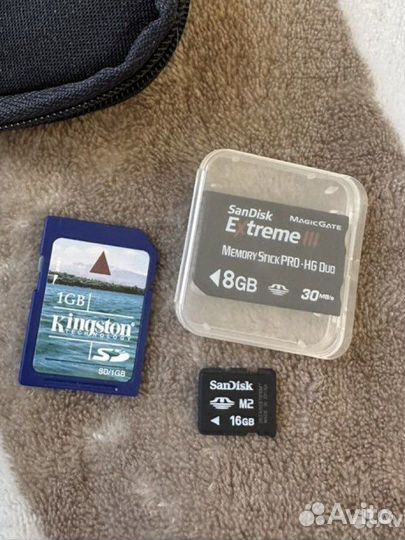 SanDisk
MagicGate
Extreme III
Memory Stick PRO-HG Duo
8GB
30MB/s
1GB
Kingston
TECHNOLOGY
SD
SD/1GB
SanDisk
M2
16GB
Avito